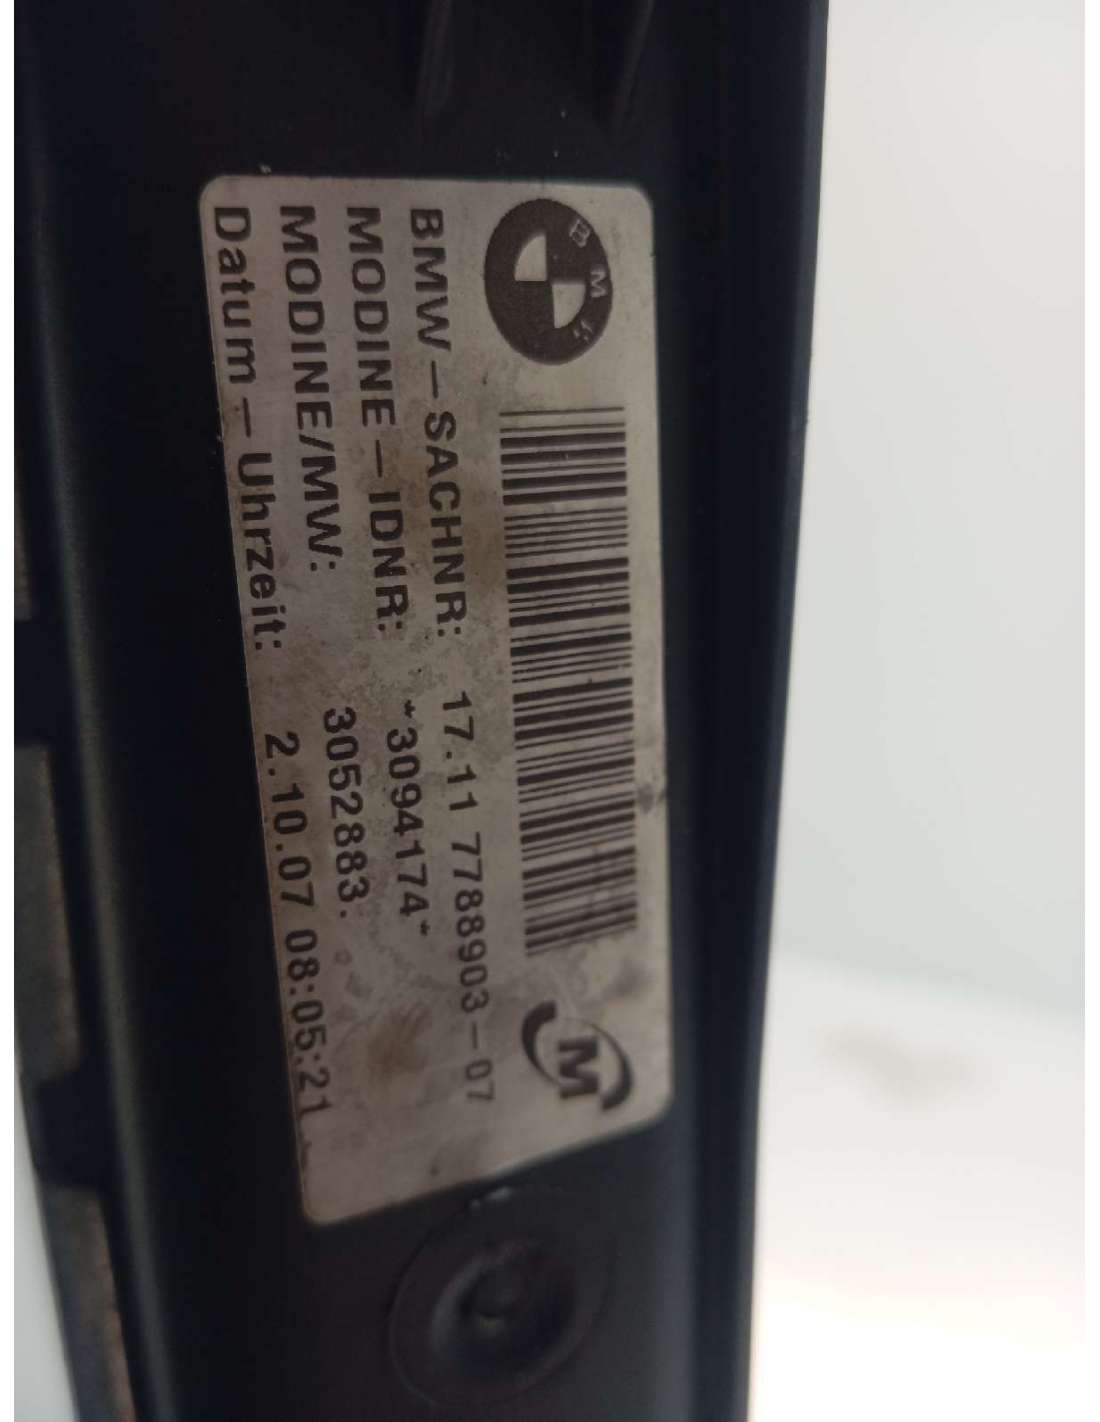 BMW
BMW-SACHNR: 17.11 7788903-07
MODINE-IDNR: *3094174*
MODINE/MW: 3052883.
Datum-Uhrzeit: 2.10.07 08:05:21
M